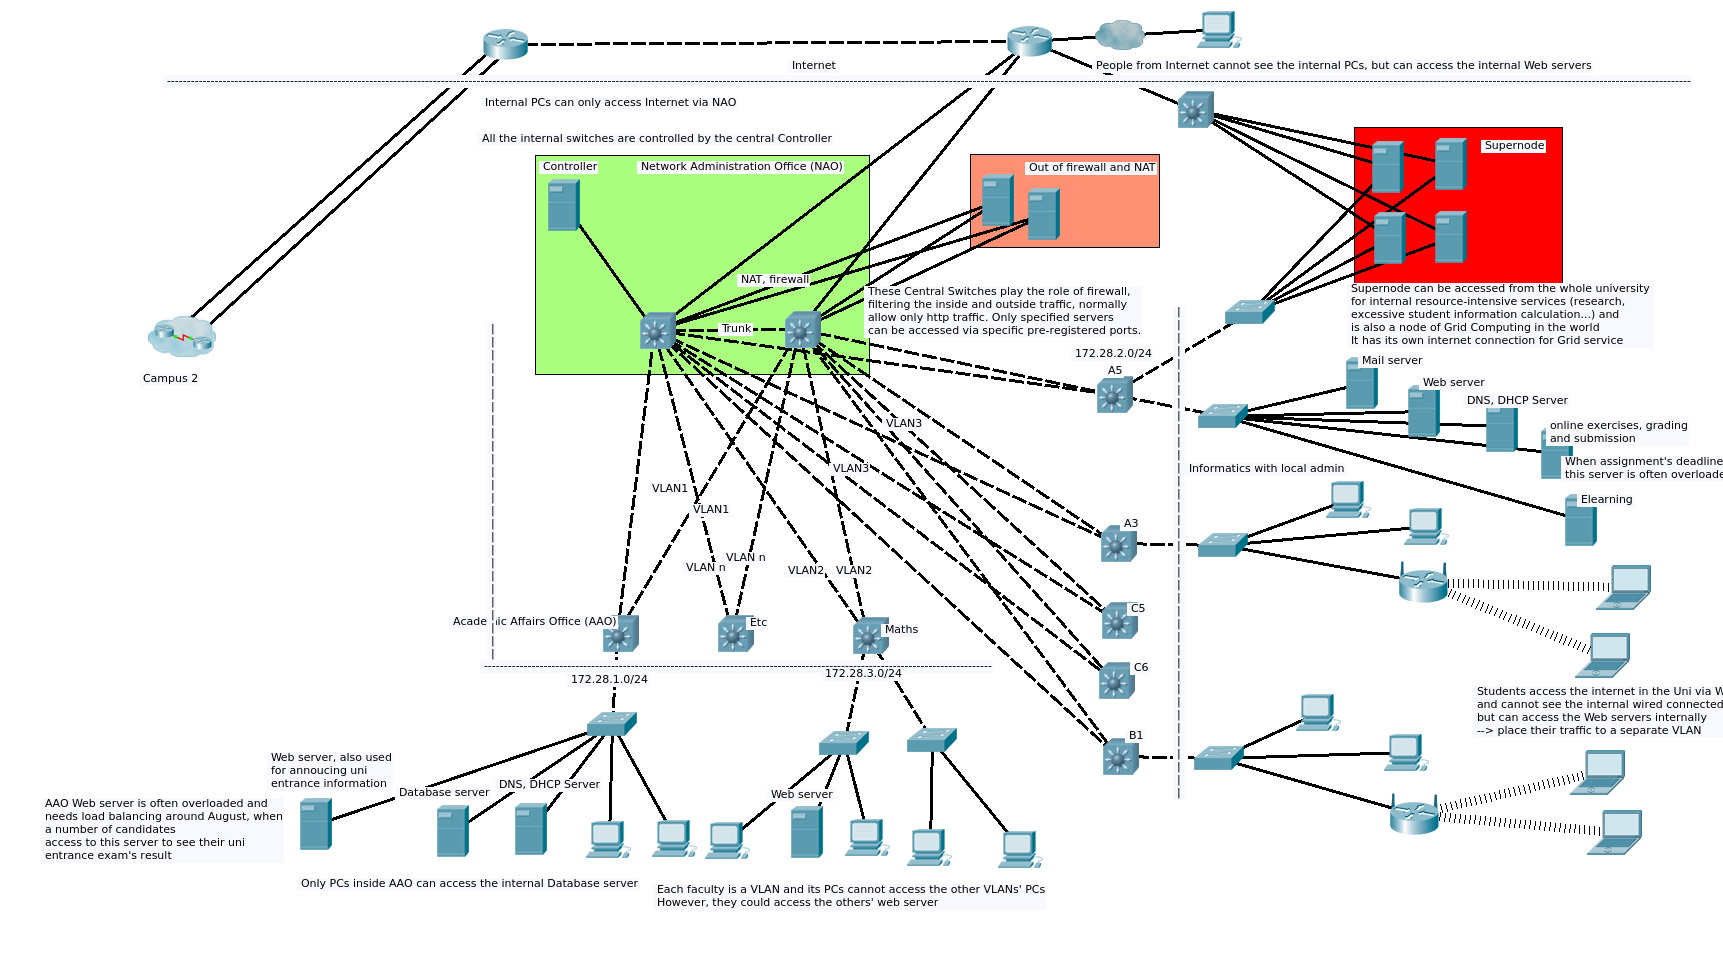 Internet
People from Internet cannot see the internal PCs, but can access the internal Web servers
Internal PCs can only access Internet via NAO
All the internal switches are controlled by the central Controller
Controller
Network Administration Office (NAO)
Out of firewall and NAT
Supernode
NAT, firewall
Trunk
These Central Switches play the role of firewall,
filtering the inside and outside traffic, normally
allow only http traffic. Only specified servers
can be accessed via specific pre-registered ports.
Supernode can be accessed from the whole university
for internal resource-intensive services (research,
excessive student information calculation...) and
is also a node of Grid Computing in the world
It has its own internet connection for Grid service
172.28.2.0/24
A5
Campus 2
Mail server
Web server
DNS, DHCP Server
online exercises, grading
and submission
When assignment's deadline
this server is often overloade
Elearning
VLAN3
VLAN3
Informatics with local admin
VLAN1
VLAN1
VLAN n
VLAN n
VLAN2
VLAN2
A3
C5
C6
B1
Acade ic Affairs Office (AAO)
Etc
Maths
172.28.1.0/24
172.28.3.0/24
Students access the internet in the Uni via W
and cannot see the internal wired connected
but can access the Web servers internally
--> place their traffic to a separate VLAN
Web server, also used
for annoucing uni
entrance information
Database server
DNS, DHCP Server
Web server
AAO Web server is often overloaded and
needs load balancing around August, when
a number of candidates
access to this server to see their uni
entrance exam's result
Only PCs inside AAO can access the internal Database server
Each faculty is a VLAN and its PCs cannot access the other VLANs' PCs
However, they could access the others' web server